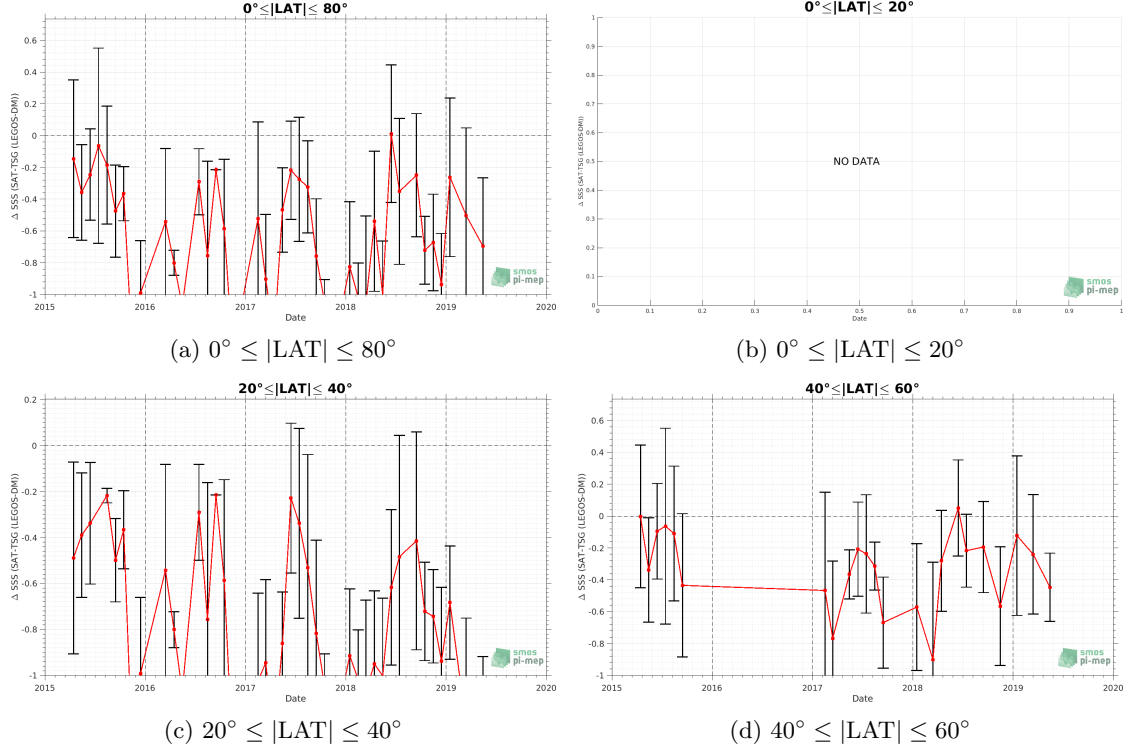 0°≤|LAT|≤ 80°
Δ SSS (SAT-TSG (LEGOS-DM))
0.6
0.4
0.2
0
-0.2
-0.4
-0.6
-0.8
-1
2015 2016 2017 2018 2019 2020
Date
smos
pi-mep
(a) 0° ≤ |LAT| ≤ 80°
0°≤|LAT|≤ 20°
Δ SSS (SAT-TSG (LEGOS-DM))
1
0.9
0.8
0.7
0.6
0.5
0.4
0.3
0.2
0.1
0
NO DATA
0 0.1 0.2 0.3 0.4 0.5 0.6 0.7 0.8 0.9 1
Date
smos
pi-mep
(b) 0° ≤ |LAT| ≤ 20°
20°≤|LAT|≤ 40°
Δ SSS (SAT-TSG (LEGOS-DM))
0.2
0
-0.2
-0.4
-0.6
-0.8
-1
2015 2016 2017 2018 2019 2020
Date
smos
pi-mep
(c) 20° ≤ |LAT| ≤ 40°
40°≤|LAT|≤ 60°
Δ SSS (SAT-TSG (LEGOS-DM))
0.6
0.4
0.2
0
-0.2
-0.4
-0.6
-0.8
-1
2015 2016 2017 2018 2019 2020
Date
smos
pi-mep
(d) 40° ≤ |LAT| ≤ 60°